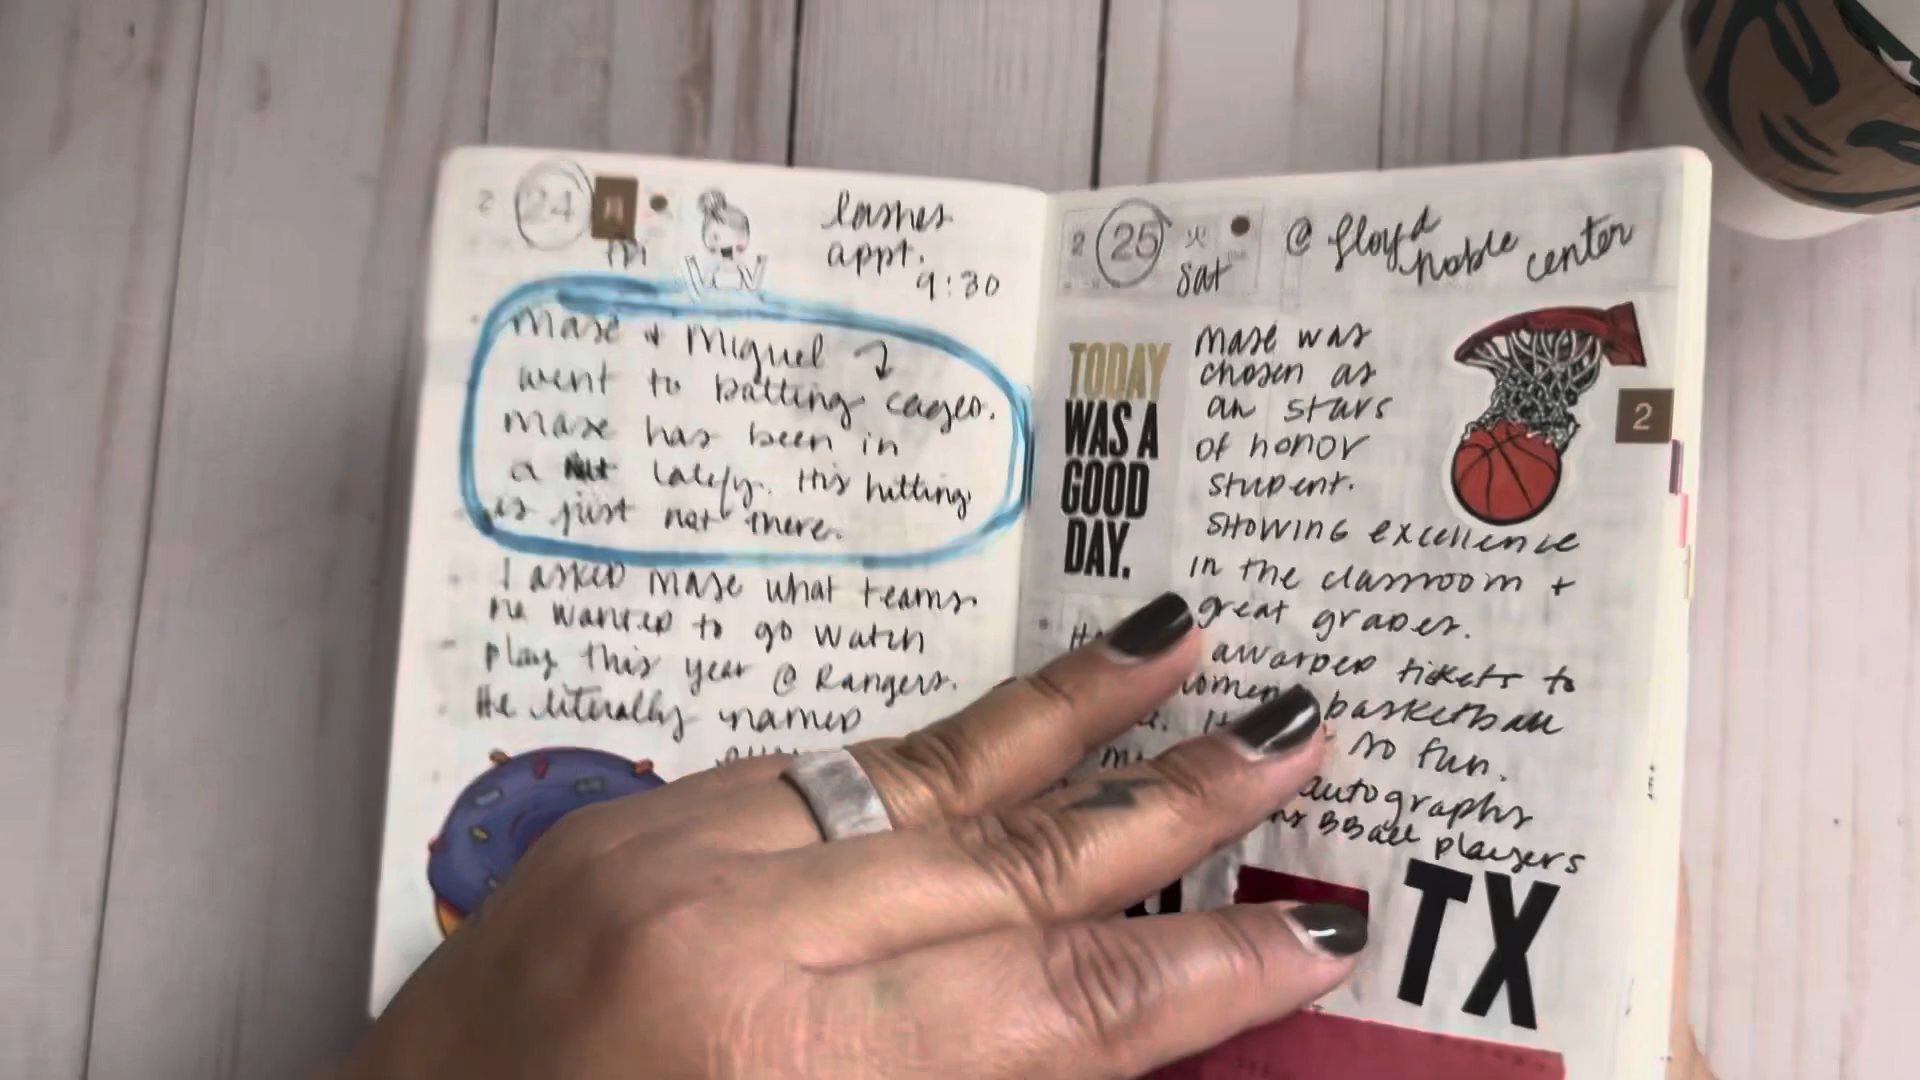 2 24 月
fri
lashes
appt.
9:30
Mase + Miguel
went to batting cages.
Mase has been in
a lately. His hitting
is just not there.
I asked Mase what teams
he wanted to go watch
play this year @ Rangers.
He literally named
2 25 火
Sat
@ Lloyd
Noble center
TODAY
WAS A
GOOD
DAY.
Mase was
chosen as
an stars
of honor
student.
SHOWING excellence
in the classroom +
great grades.
awarded tickets to
women basketball
It so fun.
autographs
BBall players
TX
2